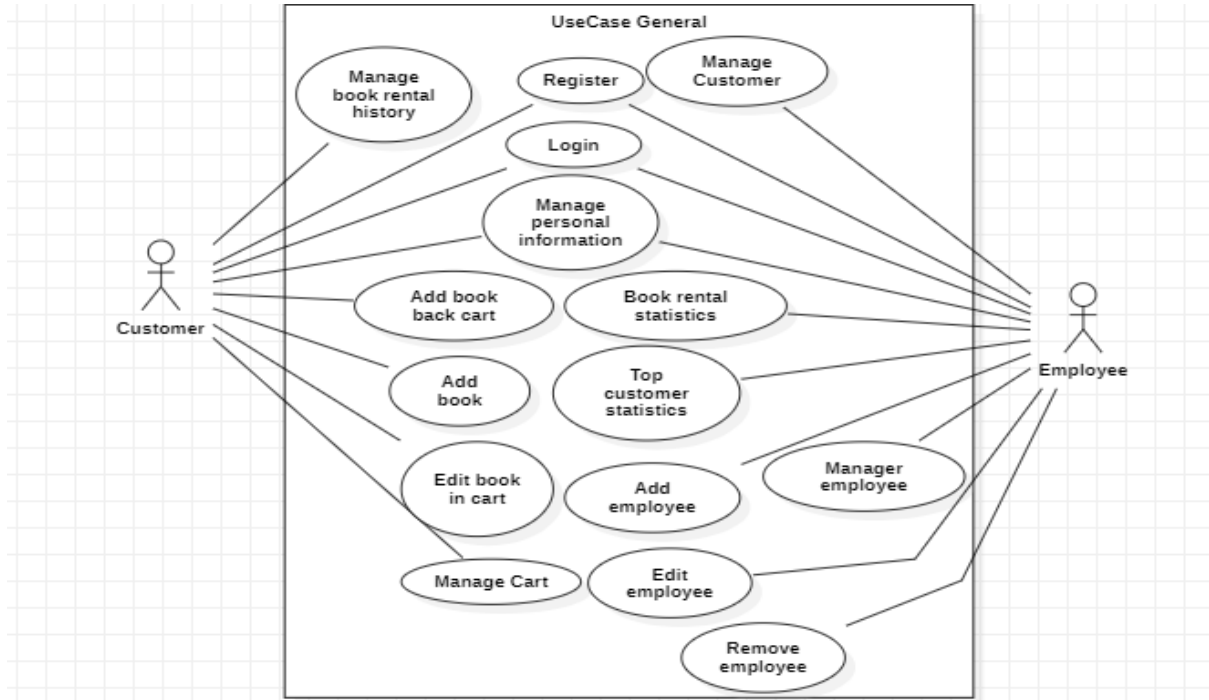 UseCase General
Manage
book rental
history
Register
Manage
Customer
Login
Manage
personal
information
Add book
back cart
Book rental
statistics
Customer
Employee
Add
book
Top
customer
statistics
Edit book
in cart
Add
employee
Manager
employee
Manage Cart
Edit
employee
Remove
employee